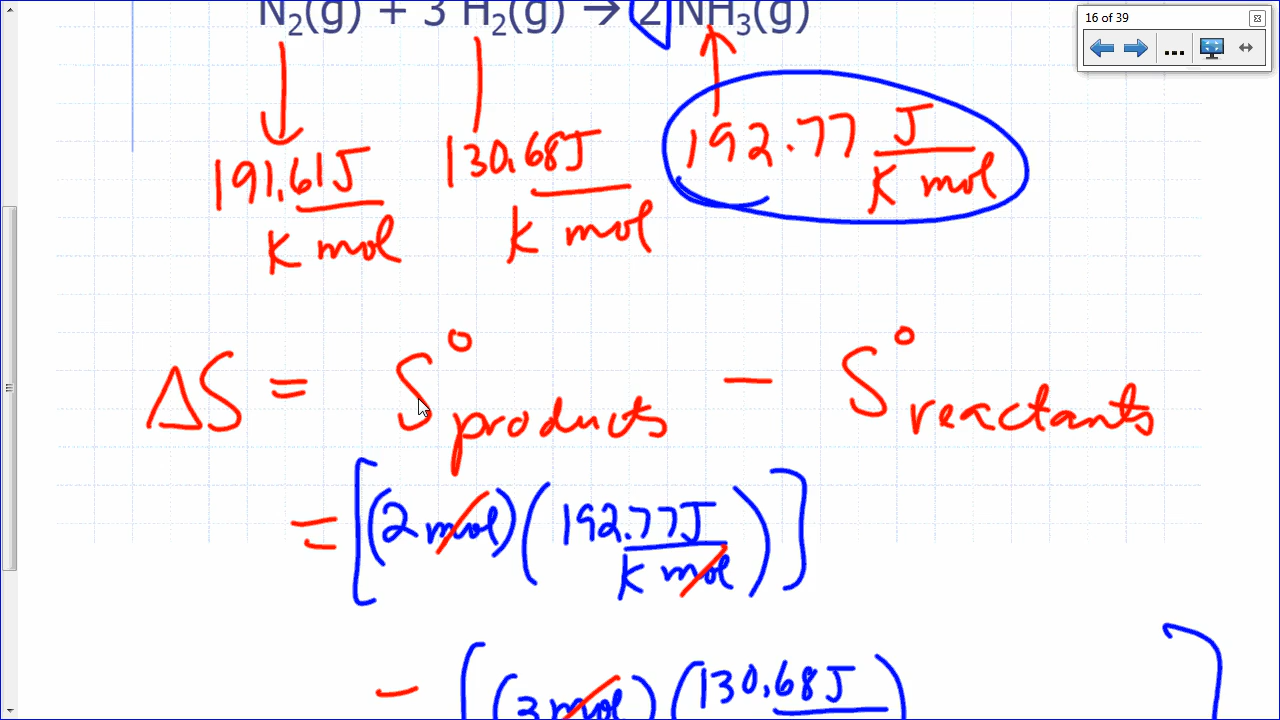 N₂(g) + 3 H₂(g) → 2 NH₃(g)
16 of 39
191.61 J/K mol
130.68 J/K mol
192.77 J/K mol
ΔS = S° products − S° reactants
= [(2 mol)(192.77 J/K mol)]
− [(3 mol)(130.68 J